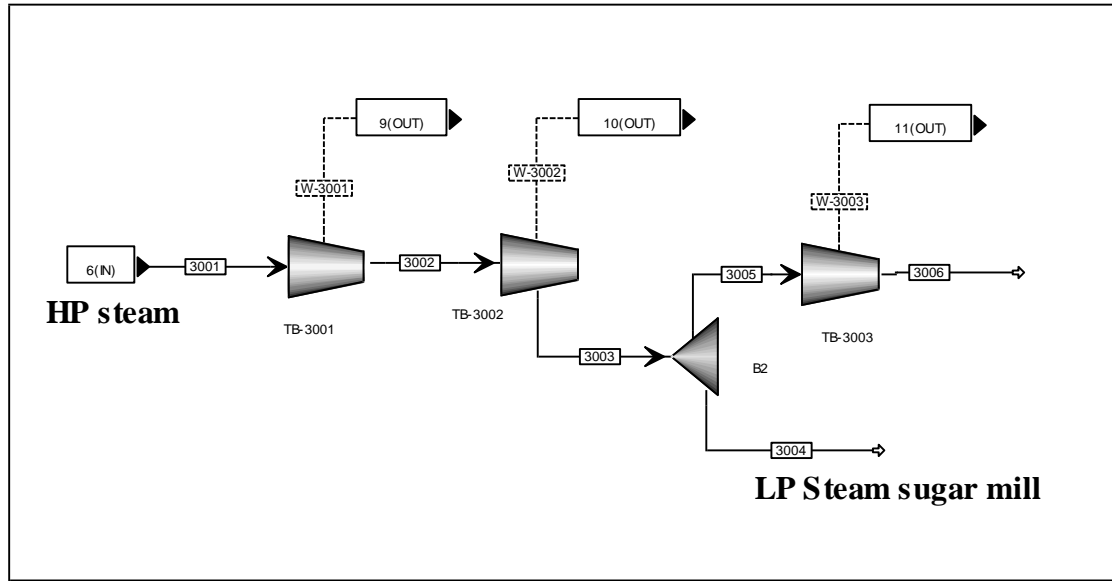 9(OUT)
10(OUT)
11(OUT)
W-3001
W-3002
W-3003
6(IN)
3001
3002
3005
3006
HP steam
TB-3001
TB-3002
TB-3003
3003
B2
3004
LP Steam sugar mill